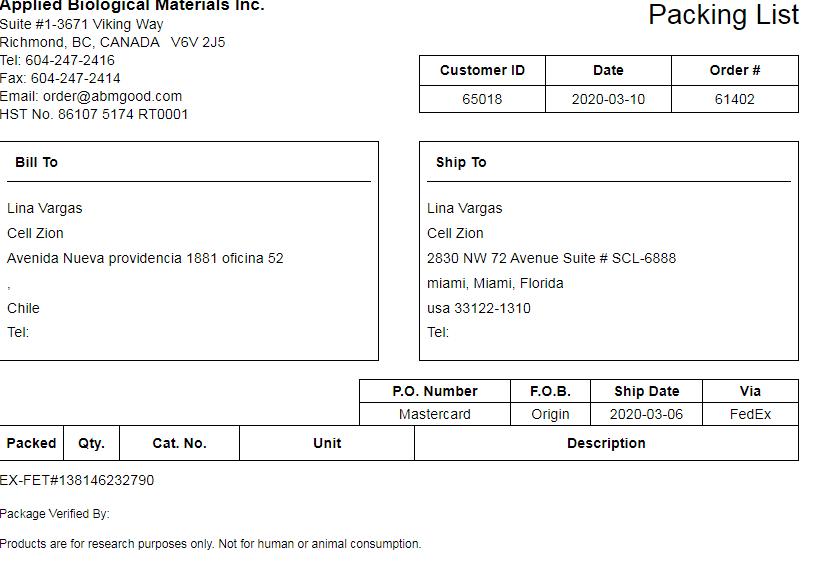 Applied Biological Materials Inc.
Suite #1-3671 Viking Way
Richmond, BC, CANADA V6V 2J5
Tel: 604-247-2416
Fax: 604-247-2414
Email: order@abmgood.com
HST No. 86107 5174 RT0001
Packing List
Customer ID Date Order #
65018 2020-03-10 61402
Bill To
Lina Vargas
Cell Zion
Avenida Nueva providencia 1881 oficina 52
,
Chile
Tel:
Ship To
Lina Vargas
Cell Zion
2830 NW 72 Avenue Suite # SCL-6888
miami, Miami, Florida
usa 33122-1310
Tel:
P.O. Number F.O.B. Ship Date Via
Mastercard Origin 2020-03-06 FedEx
Packed Qty. Cat. No. Unit Description
EX-FET#138146232790
Package Verified By:
Products are for research purposes only. Not for human or animal consumption.